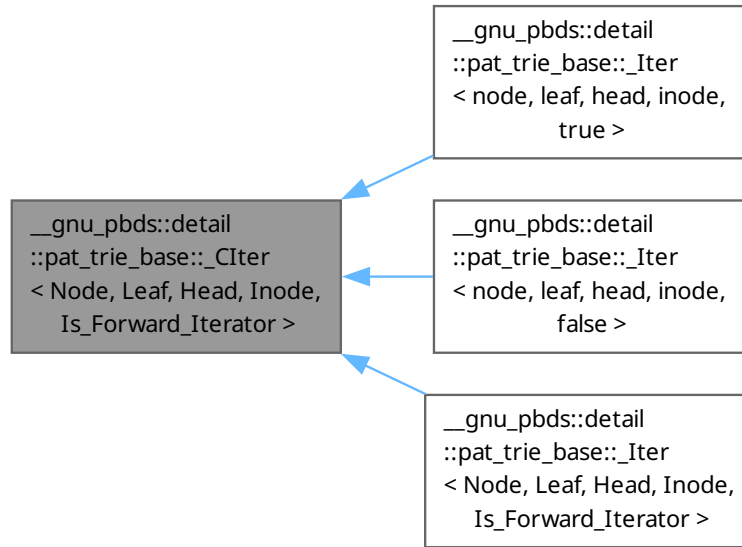 __gnu_pbds::detail
::pat_trie_base::_Iter
< node, leaf, head, inode,
true >
__gnu_pbds::detail
::pat_trie_base::_CIter
< Node, Leaf, Head, Inode,
Is_Forward_Iterator >
__gnu_pbds::detail
::pat_trie_base::_Iter
< node, leaf, head, inode,
false >
__gnu_pbds::detail
::pat_trie_base::_Iter
< Node, Leaf, Head, Inode,
Is_Forward_Iterator >